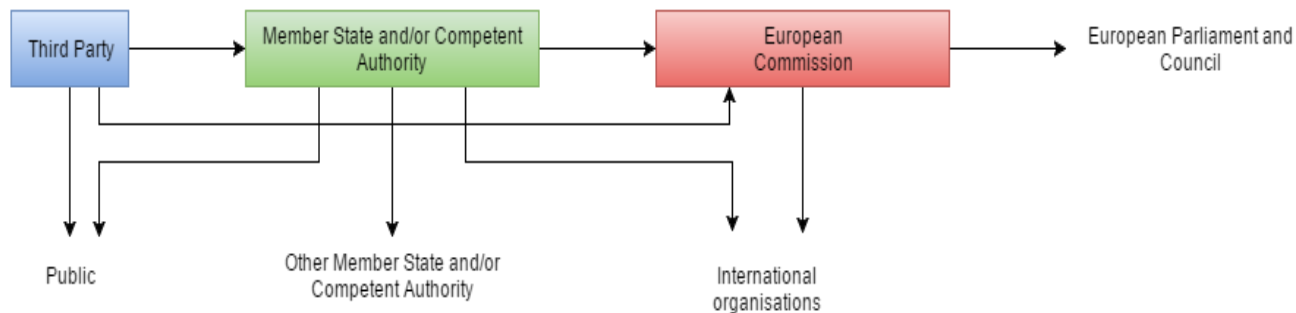 Third Party
Member State and/or Competent
Authority
European
Commission
European Parliament and
Council
Public
Other Member State and/or
Competent Authority
International
organisations